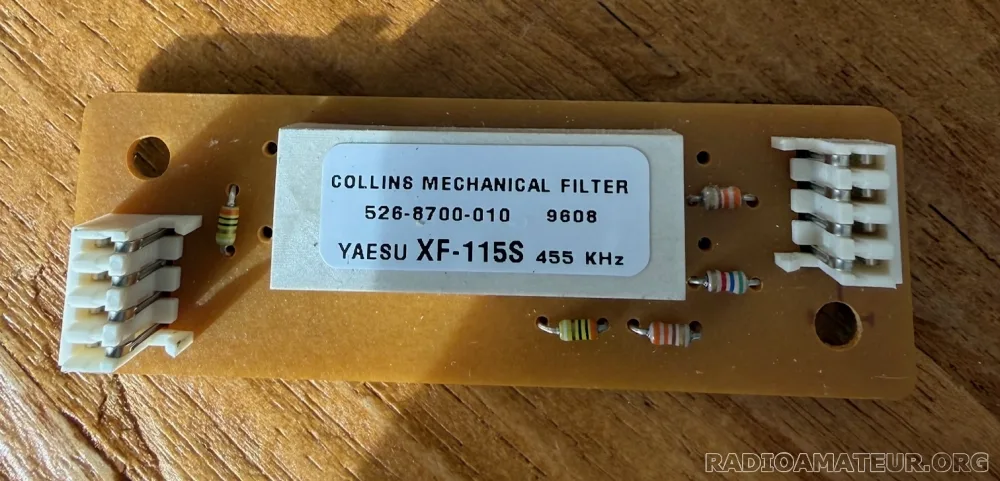 COLLINS MECHANICAL FILTER
526-8700-010 9608
YAESU XF-115S 455 KHz
RADIOAMATEUR.ORG